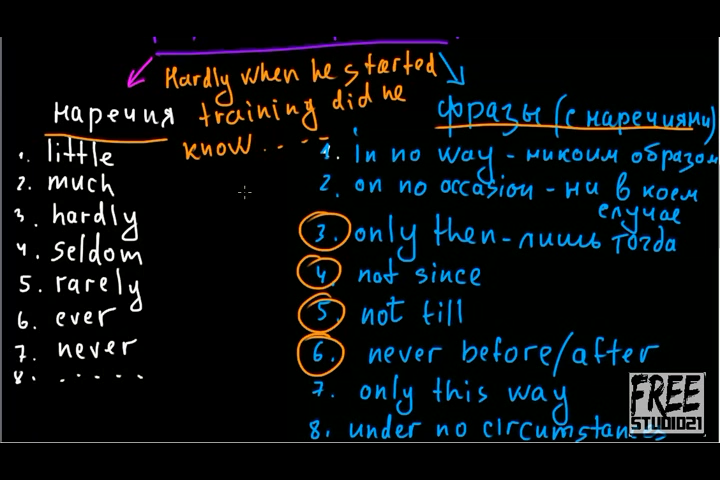 Hardly when he started
training did he
know ....
наречия
1. little
2. much
3. hardly
4. seldom
5. rarely
6. ever
7. never
8. .....
фразы (с наречиями)
1. in no way - никоим образом
2. on no occasion - ни в коем
случае
3. only then - лишь тогда
4. not since
5. not till
6. never before/after
7. only this way
8. under no circumstances
FREE
STUDIO21